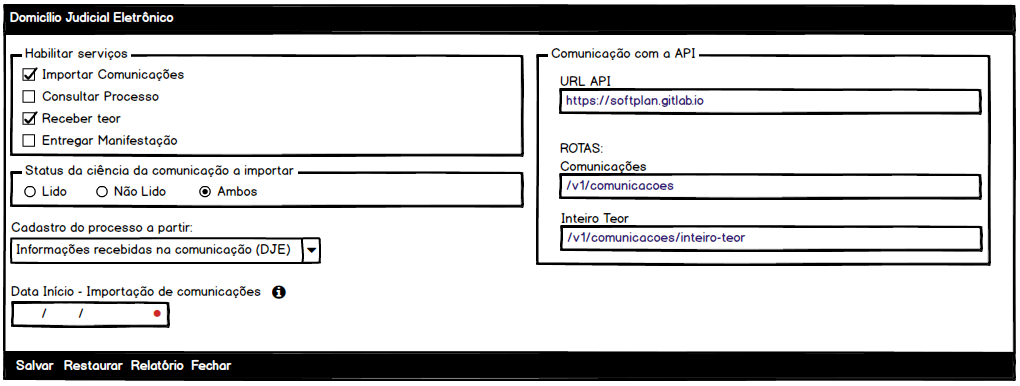 Domicílio Judicial Eletrônico
Habilitar serviços
Importar Comunicações
Consultar Processo
Receber teor
Entregar Manifestação
Status da ciência da comunicação a importar
Lido Não Lido Ambos
Cadastro do processo a partir:
Informações recebidas na comunicação (DJE)
Data Início - Importação de comunicações
/ /
Comunicação com a API
URL API
https://softplan.gitlab.io
ROTAS:
Comunicações
/v1/comunicacoes
Inteiro Teor
/v1/comunicacoes/inteiro-teor
Salvar Restaurar Relatório Fechar